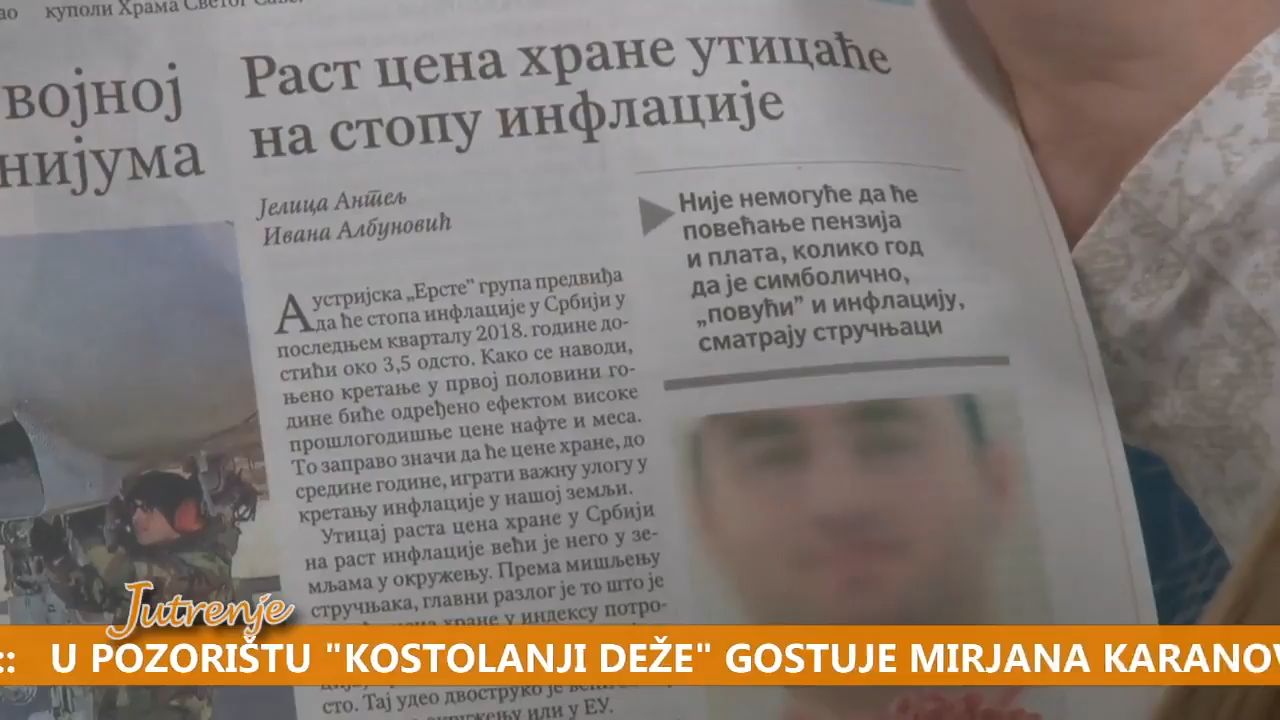 куполи Храма Светог Саве.
војној
нијума
Раст цена хране утицаће
на стопу инфлације
Јелица Антељ
Ивана Албуновић
Није немогуће да ће
повећање пензија
и плата, колико год
да је симболично,
„повући” и инфлацију,
сматрају стручњаци
Аустријска „Ерсте” група предвиђа
да ће стопа инфлације у Србији у
последњем кварталу 2018. године до-
стићи око 3,5 одсто. Како се наводи,
њено кретање у првој половини го-
дине биће одређено ефектом високе
прошлогодишње цене нафте и меса.
То заправо значи да ће цене хране, до
средине године, играти важну улогу у
кретању инфлације у нашој земљи.
Утицај раста цена хране у Србији
на раст инфлације већи је него у зе-
мљама у окружењу. Према мишљењу
стручњака, главни разлог је то што је
хране у индексу потро-
сто. Тај удео двоструко је
или у ЕУ.
Jutrenje
:: U POZORIŠTU "KOSTOLANJI DEŽE" GOSTUJE MIRJANA KARANOV